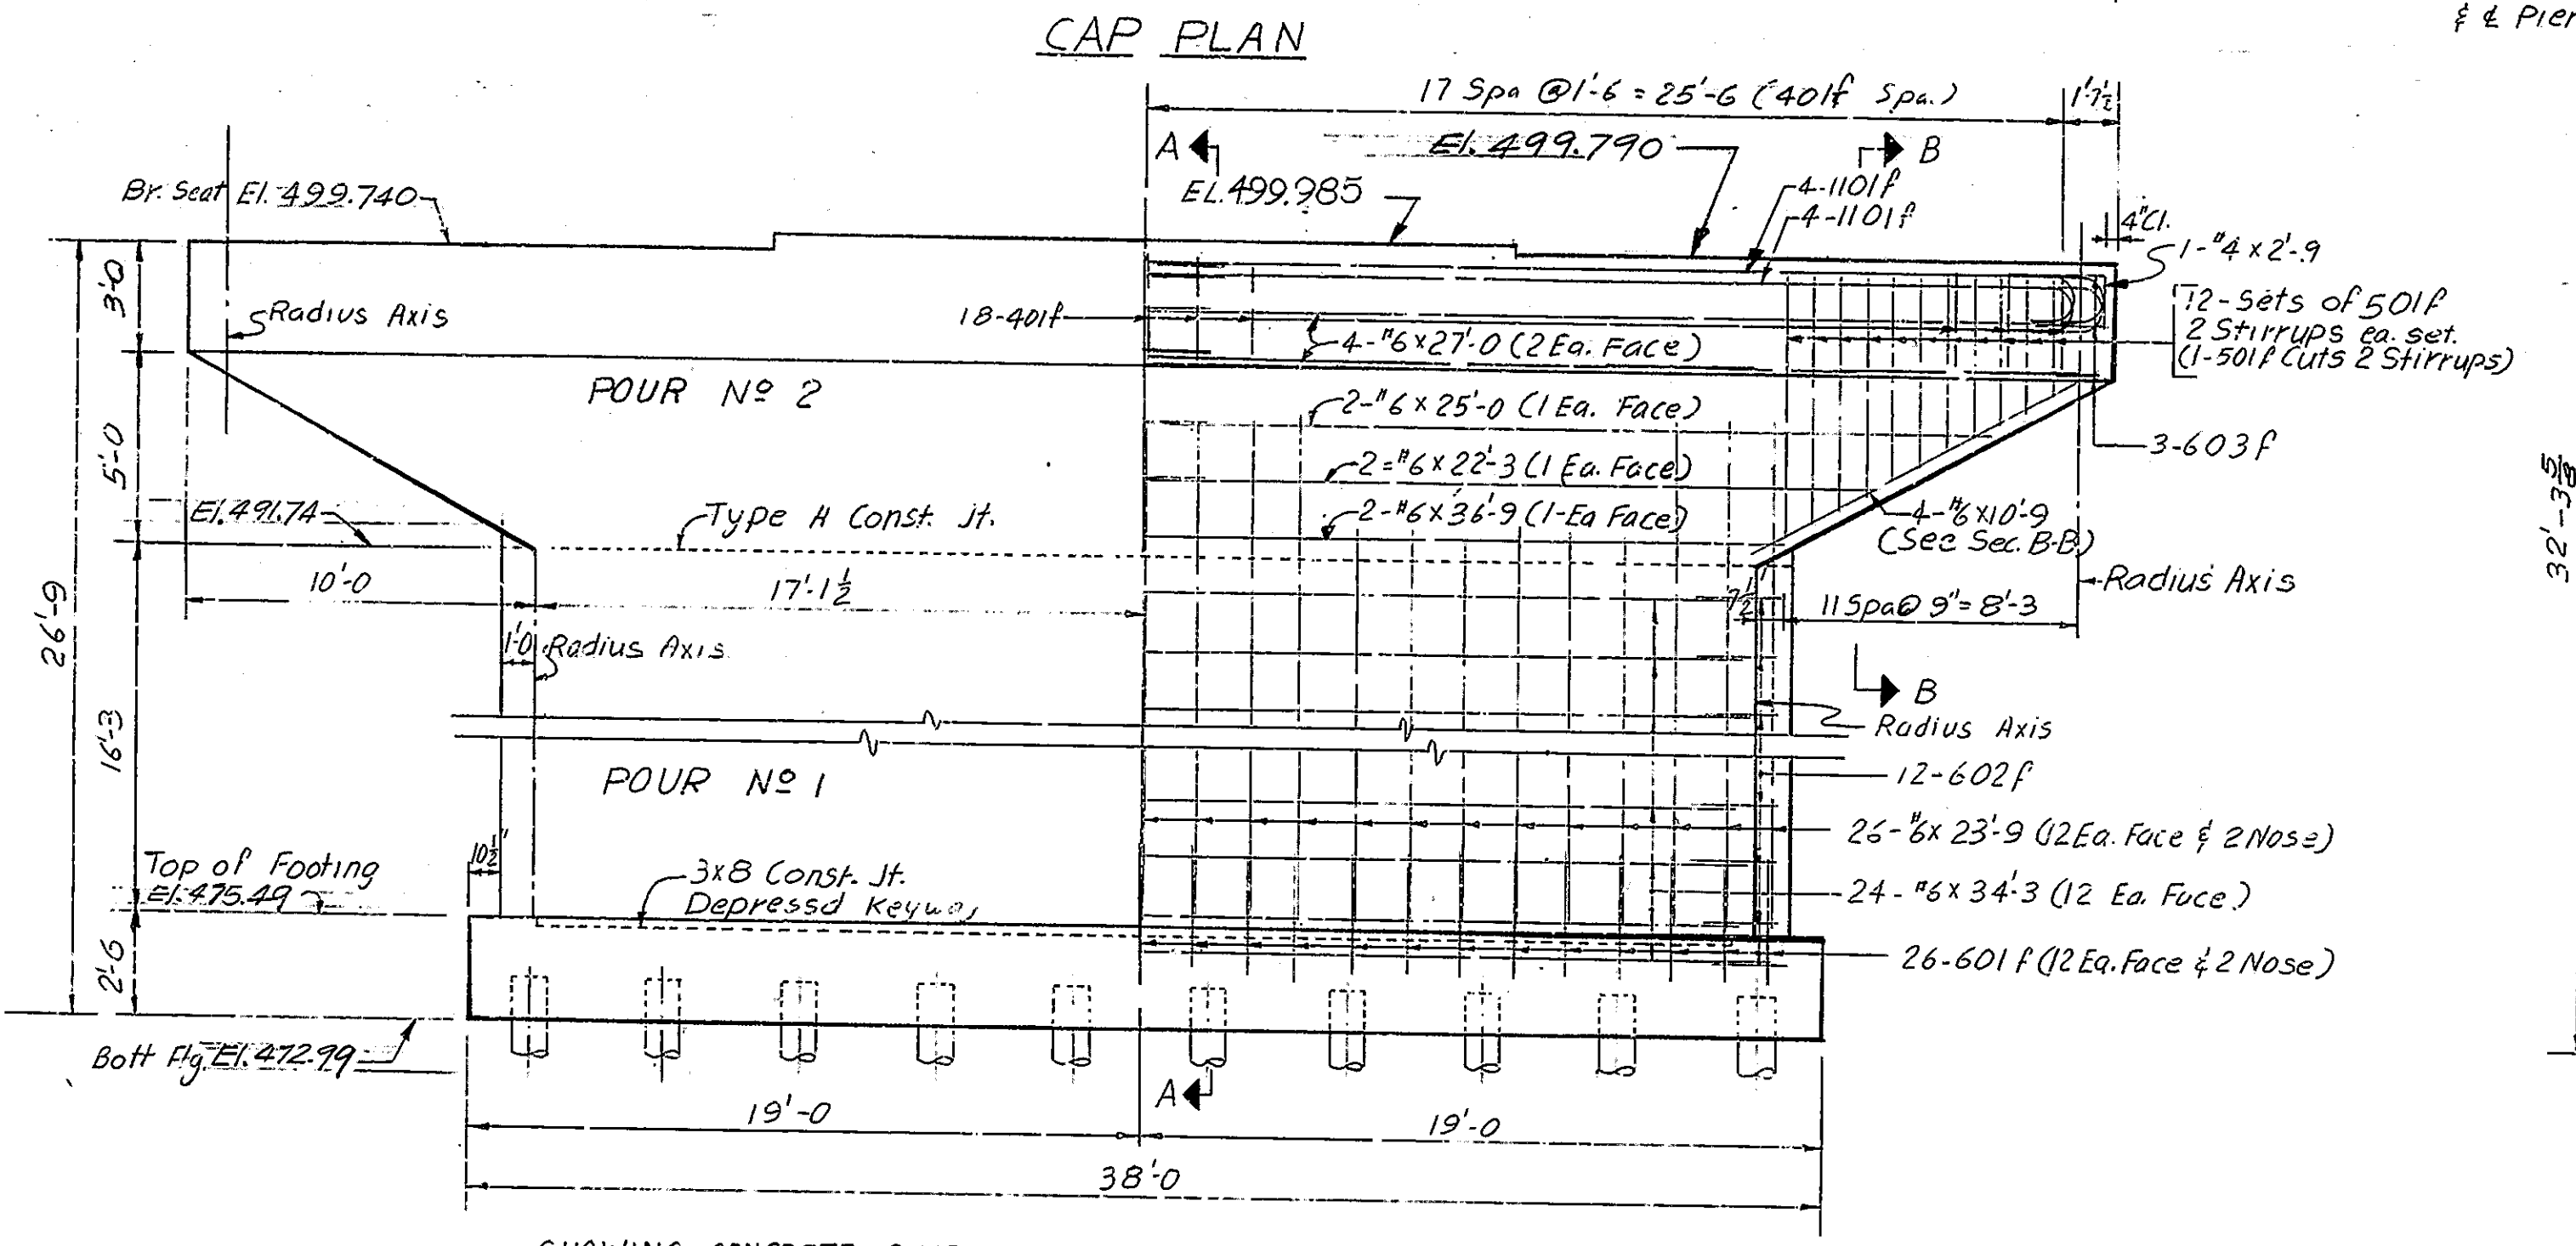 CAP PLAN
& ℄ Pier
17 Spa @1'-6 = 25'-6 (401f Spa.)
1'-7½
A
El. 499.790
B
Br. Seat El. 499.740
EL. 499.985
4-1101f
4-1101f
4"Cl.
1-#4 x 2'-9
3'-0
Radius Axis
18-401f
4-#6 x 27'-0 (2 Ea. Face)
12-Sets of 501f
2 Stirrups ea. set.
(1-501f Cuts 2 Stirrups)
POUR Nº 2
2-#6 x 25'-0 (1 Ea. Face)
5'-0
3-603f
2=#6 x 22'-3 (1 Ea. Face)
El. 491.74
Type H Const. Jt.
2-#6 x 36'-9 (1-Ea Face)
4-#6x10'-9
(See Sec. B-B)
32'-3⅝
10'-0
17'-1½
7½
11 Spa@ 9"= 8'-3
Radius Axis
26'-9
1'-0
Radius Axis
B
16'-3
Radius Axis
POUR Nº 1
12-602f
26-#6x 23'-9 (12 Ea. Face & 2 Nose)
10½"
Top of Footing
El. 475.49
3x8 Const. Jt.
Depressd Keyway
24-#6x 34'-3 (12 Ea. Face)
2'-6
26-601f (12 Ea. Face & 2 Nose)
Bott Ftg. El. 472.99
A
19'-0
19'-0
38'-0